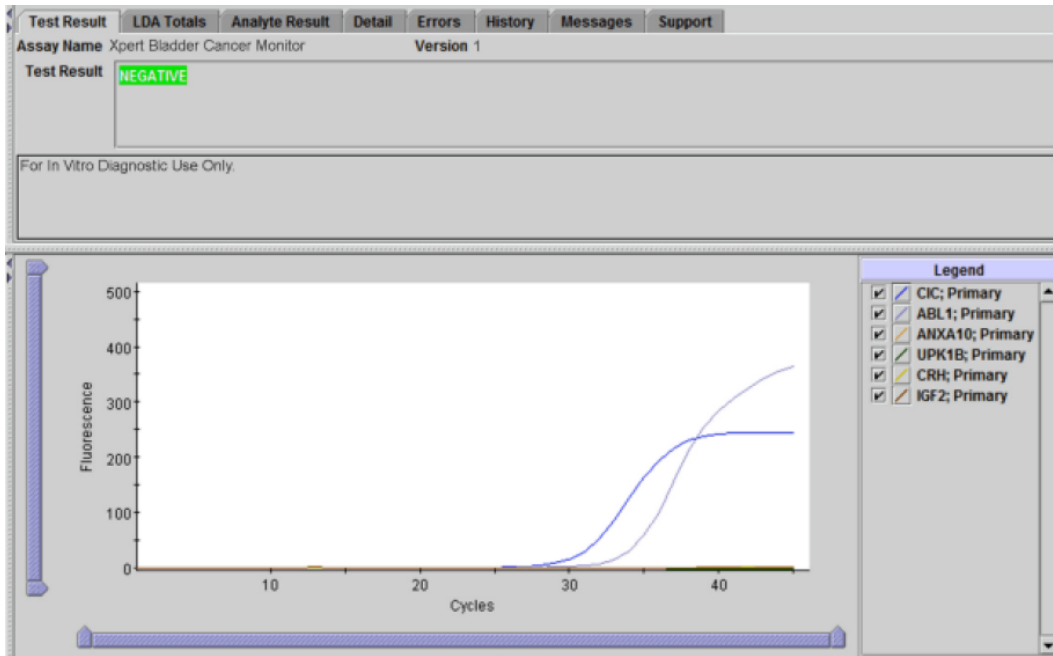 Test Result LDA Totals Analyte Result Detail Errors History Messages Support
Assay Name Xpert Bladder Cancer Monitor Version 1
Test Result NEGATIVE
For In Vitro Diagnostic Use Only.
Legend
CIC; Primary
ABL1; Primary
ANXA10; Primary
UPK1B; Primary
CRH; Primary
IGF2; Primary
500
400
300
200
100
0
Fluorescence
10 20 30 40
Cycles